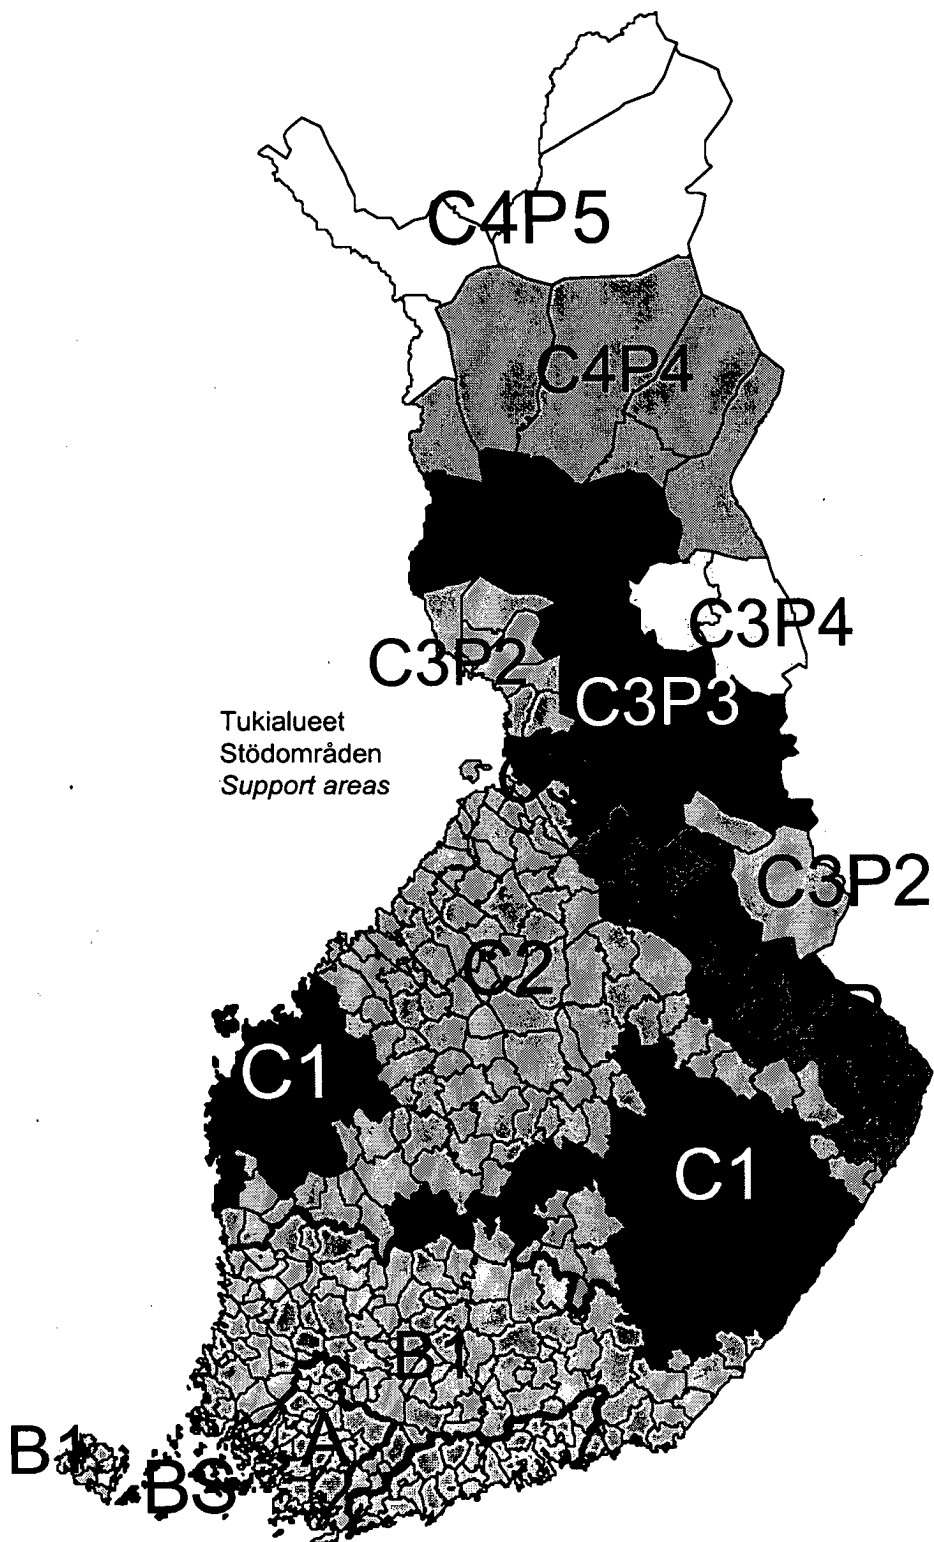 C4P5
C4P4
C3P4
C3P2
C3P3
Tukialueet
Stödområden
Support areas
C3P2
C2
C1
C1
B1
A
B1
BS